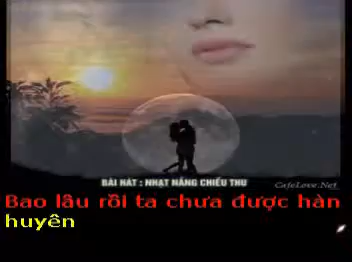 BÀI HÁT : NHẠT NẮNG CHIỀU THU
CafeLove.Net
Bao lâu rồi ta chưa được hàn
huyên